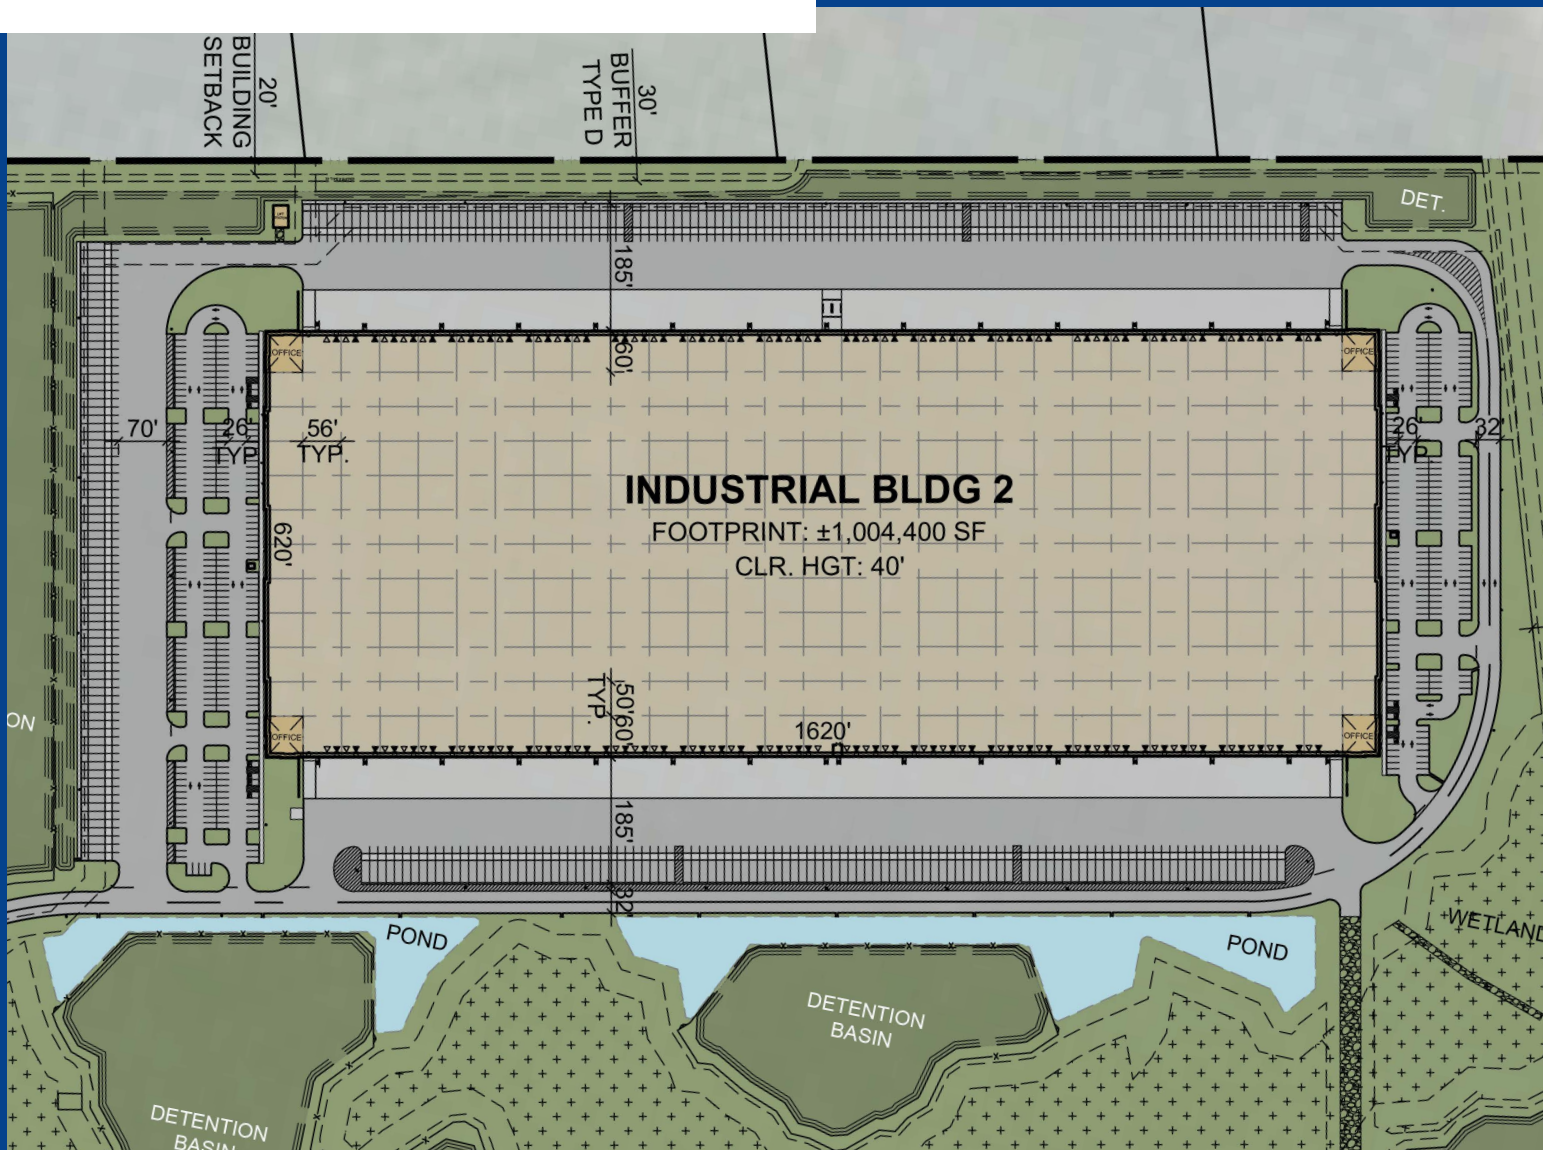 20'
BUILDING
SETBACK
30'
BUFFER
TYPE D
DET.
185'
60'
OFFICE
OFFICE
70'
26'
TYP.
56'
TYP.
26'
TYP.
32'
INDUSTRIAL BLDG 2
FOOTPRINT: ±1,004,400 SF
CLR. HGT: 40'
620'
50'
TYP.
60'
1620'
OFFICE
OFFICE
ON
185'
32'
POND
POND
WETLAND
DETENTION
BASIN
DETENTION
BASIN